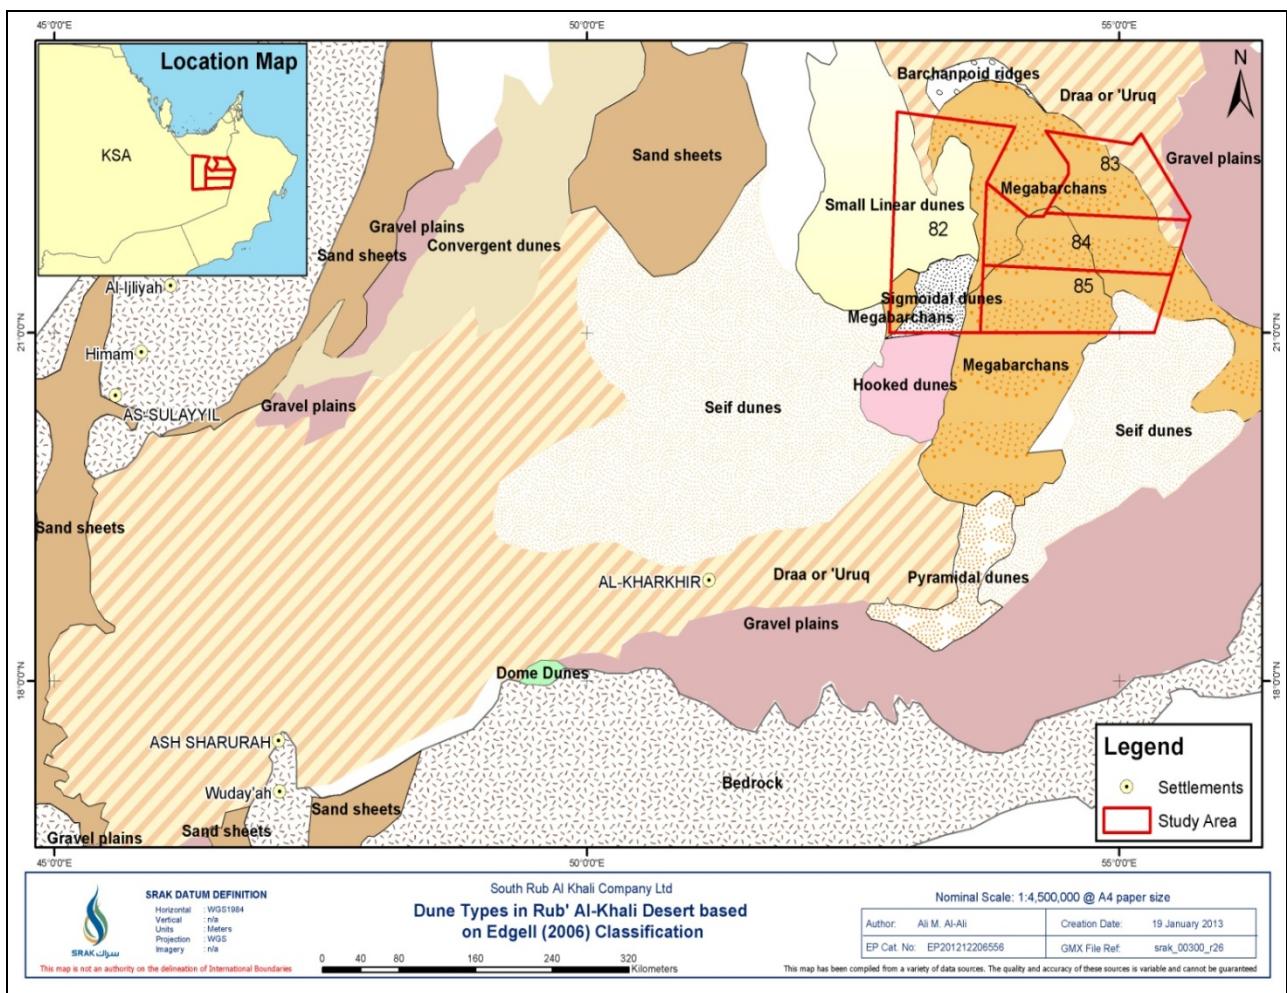 45°0'0"E
50°0'0"E
55°0'0"E
Location Map
KSA
N
Barchanpoid ridges
Draa or 'Uruq
Sand sheets
83
Gravel plains
Megabarchans
Small Linear dunes
82
84
85
Gravel plains
Convergent dunes
Sand sheets
Al-Ijliyah
Sigmoidal dunes
Megabarchans
21°0'0"N
21°0'0"N
Himam
Megabarchans
Hooked dunes
AS-SULAYYIL
Gravel plains
Seif dunes
Seif dunes
Sand sheets
AL-KHARKHIR
Draa or 'Uruq
Pyramidal dunes
Gravel plains
Dome Dunes
18°0'0"N
18°0'0"N
ASH SHARURAH
Wuday'ah
Bedrock
Sand sheets
Sand sheets
Gravel plains
Legend
Settlements
Study Area
45°0'0"E
50°0'0"E
55°0'0"E
SRAK سراك
SRAK DATUM DEFINITION
Horizontal : WGS1984
Vertical : n/a
Units : Meters
Projection : WGS
Imagery : n/a
This map is not an authority on the delineation of International Boundaries
South Rub Al Khali Company Ltd
Dune Types in Rub' Al-Khali Desert based
on Edgell (2006) Classification
0 40 80 160 240 320
Kilometers
Nominal Scale: 1:4,500,000 @ A4 paper size
Author: Ali M. Al-Ali
Creation Date: 19 January 2013
EP Cat. No: EP201212206556
GMX File Ref: srak_00300_r26
This map has been compiled from a variety of data sources. The quality and accuracy of these sources is variable and cannot be guaranteed